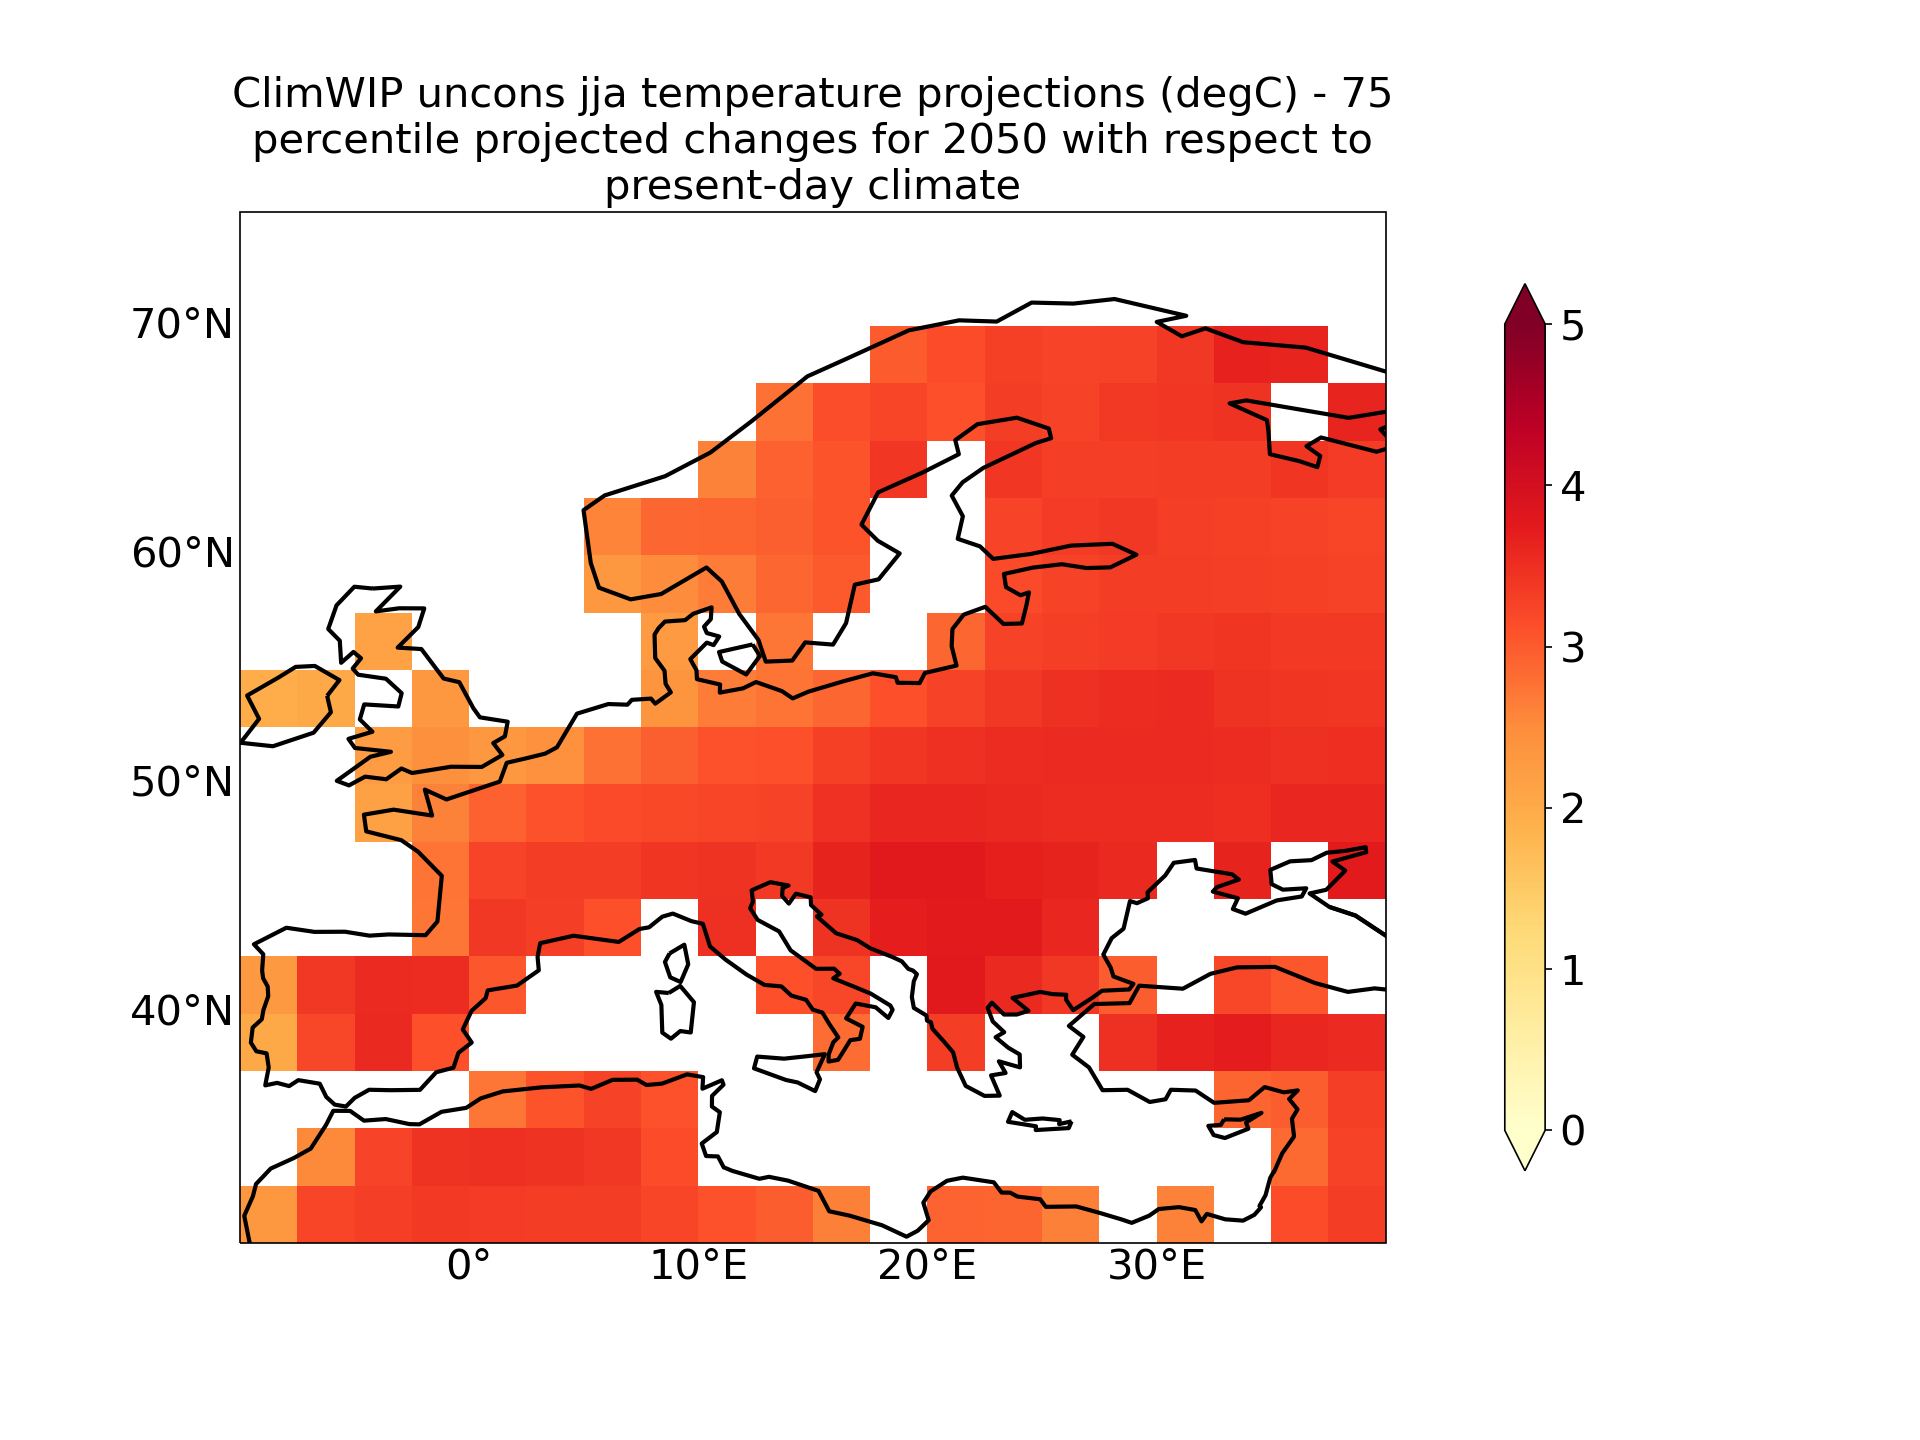 ClimWIP uncons jja temperature projections (degC) - 75
percentile projected changes for 2050 with respect to
present-day climate
70°N
60°N
50°N
40°N
0°
10°E
20°E
30°E
5
4
3
2
1
0